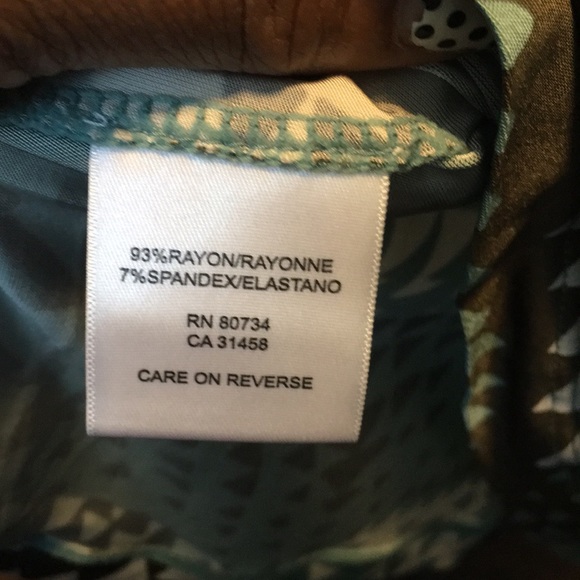 93%RAYON/RAYONNE
7%SPANDEX/ELASTANO
RN 80734
CA 31458
CARE ON REVERSE